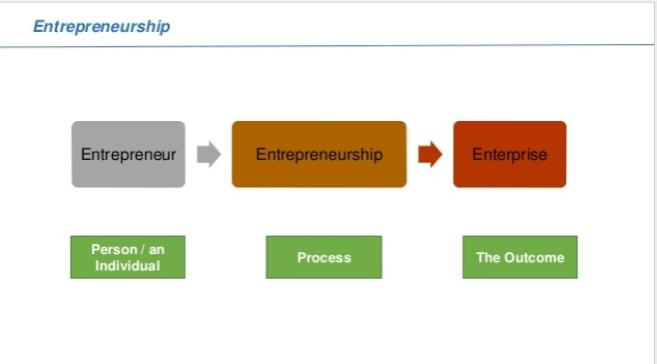 Entrepreneurship
Entrepreneur
Entrepreneurship
Enterprise
Person / an
Individual
Process
The Outcome